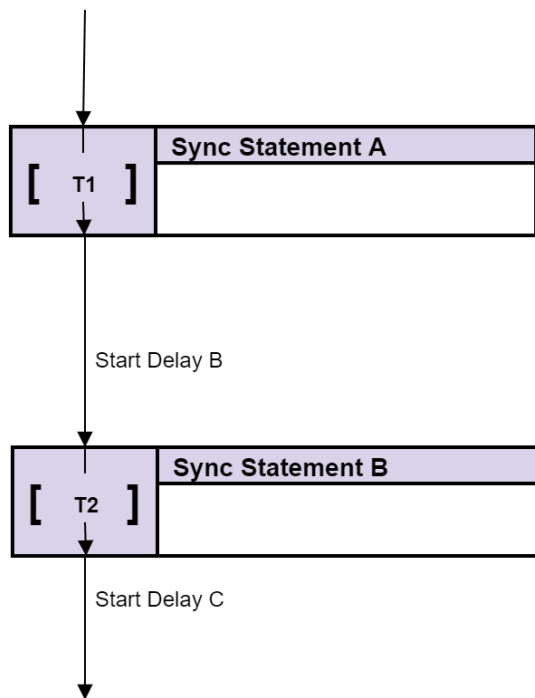 Sync Statement A
[ T1 ]
Start Delay B
Sync Statement B
[ T2 ]
Start Delay C